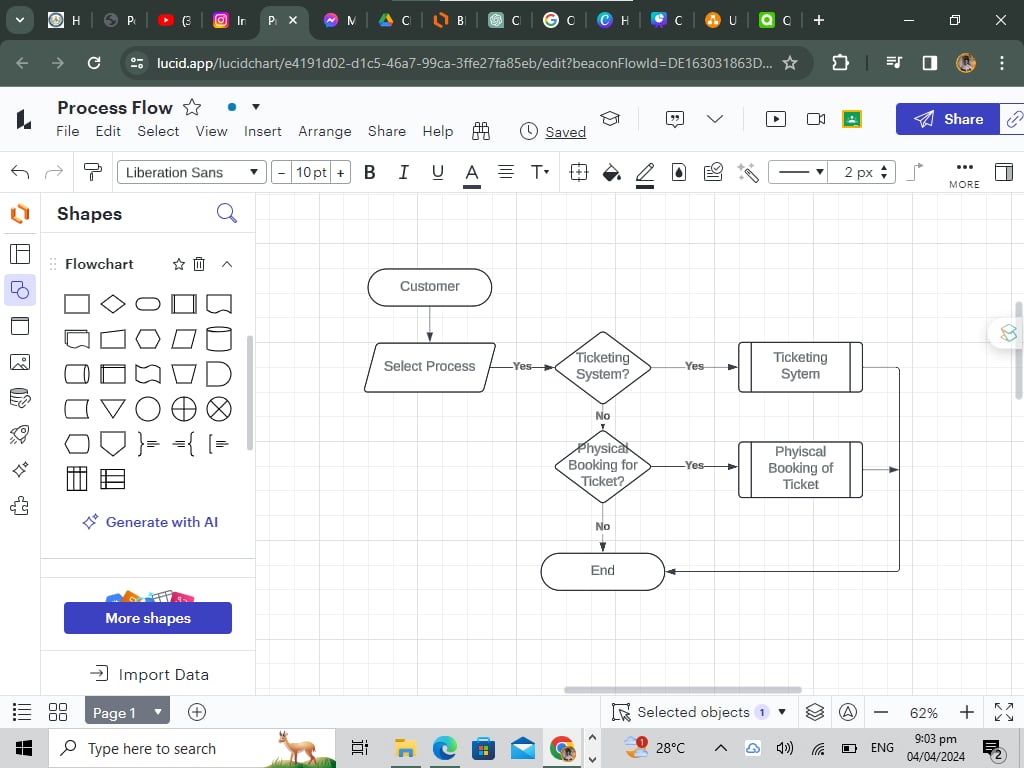 H
Po
(3
In
P
M
C
Bl
Cl
C
H
C
U
C
lucid.app/lucidchart/e4191d02-d1c5-46a7-99ca-3ffe27fa85eb/edit?beaconFlowId=DE163031863D...
Process Flow
File Edit Select View Insert Arrange Share Help Saved
Share
Liberation Sans - 10 pt + B I U A T 2 px
MORE
Shapes
Flowchart
Generate with AI
More shapes
Import Data
Customer
Select Process
Yes
Ticketing
System?
Yes
Ticketing
Sytem
No
Physical
Booking for
Ticket?
Yes
Phyiscal
Booking of
Ticket
No
End
Page 1
Selected objects 1
62%
Type here to search
28°C
ENG
9:03 pm
04/04/2024
2